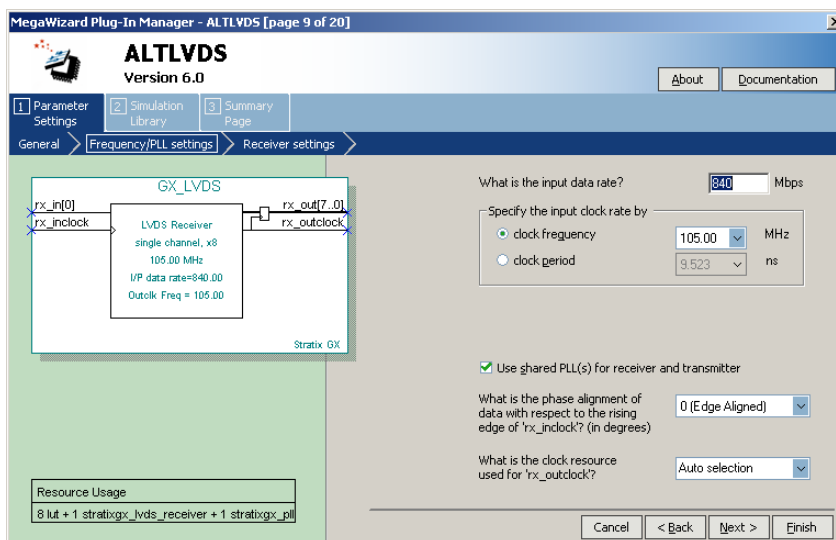 MegaWizard Plug-In Manager - ALTLVDS [page 9 of 20]
ALTLVDS
Version 6.0
About
Documentation
1 Parameter Settings
2 Simulation Library
3 Summary Page
General
Frequency/PLL settings
Receiver settings
GX_LVDS
rx_in[0]
rx_out[7..0]
rx_inclock
rx_outclock
LVDS Receiver
single channel, x8
105.00 MHz
I/P data rate=840.00
Outclk Freq = 105.00
Stratix GX
What is the input data rate?
840 Mbps
Specify the input clock rate by
clock frequency
105.00 MHz
clock period
9.523 ns
Use shared PLL(s) for receiver and transmitter
What is the phase alignment of
data with respect to the rising
edge of 'rx_inclock'? (in degrees)
0 (Edge Aligned)
What is the clock resource
used for 'rx_outclock'?
Auto selection
Resource Usage
8 lut + 1 stratixgx_lvds_receiver + 1 stratixgx_pll
Cancel
< Back
Next >
Finish